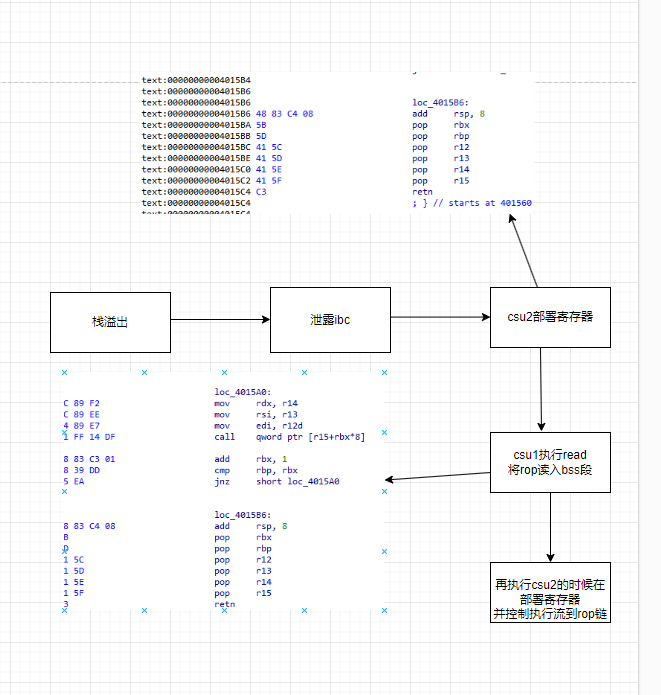 text:00000000004015B4
text:00000000004015B6
text:00000000004015B6 loc_4015B6:
text:00000000004015B6 48 83 C4 08 add rsp, 8
text:00000000004015BA 5B pop rbx
text:00000000004015BB 5D pop rbp
text:00000000004015BC 41 5C pop r12
text:00000000004015BE 41 5D pop r13
text:00000000004015C0 41 5E pop r14
text:00000000004015C2 41 5F pop r15
text:00000000004015C4 C3 retn
text:00000000004015C4 ; } // starts at 401560
栈溢出
泄露ibc
csu2部署寄存器
loc_4015A0:
C 89 F2 mov rdx, r14
C 89 EE mov rsi, r13
4 89 E7 mov edi, r12d
1 FF 14 DF call qword ptr [r15+rbx*8]
8 83 C3 01 add rbx, 1
8 39 DD cmp rbp, rbx
5 EA jnz short loc_4015A0
loc_4015B6:
8 83 C4 08 add rsp, 8
B pop rbx
D pop rbp
1 5C pop r12
1 5D pop r13
1 5E pop r14
1 5F pop r15
3 retn
csu1执行read
将rop读入bss段
再执行csu2的时候在
部署寄存器
并控制执行流到rop链